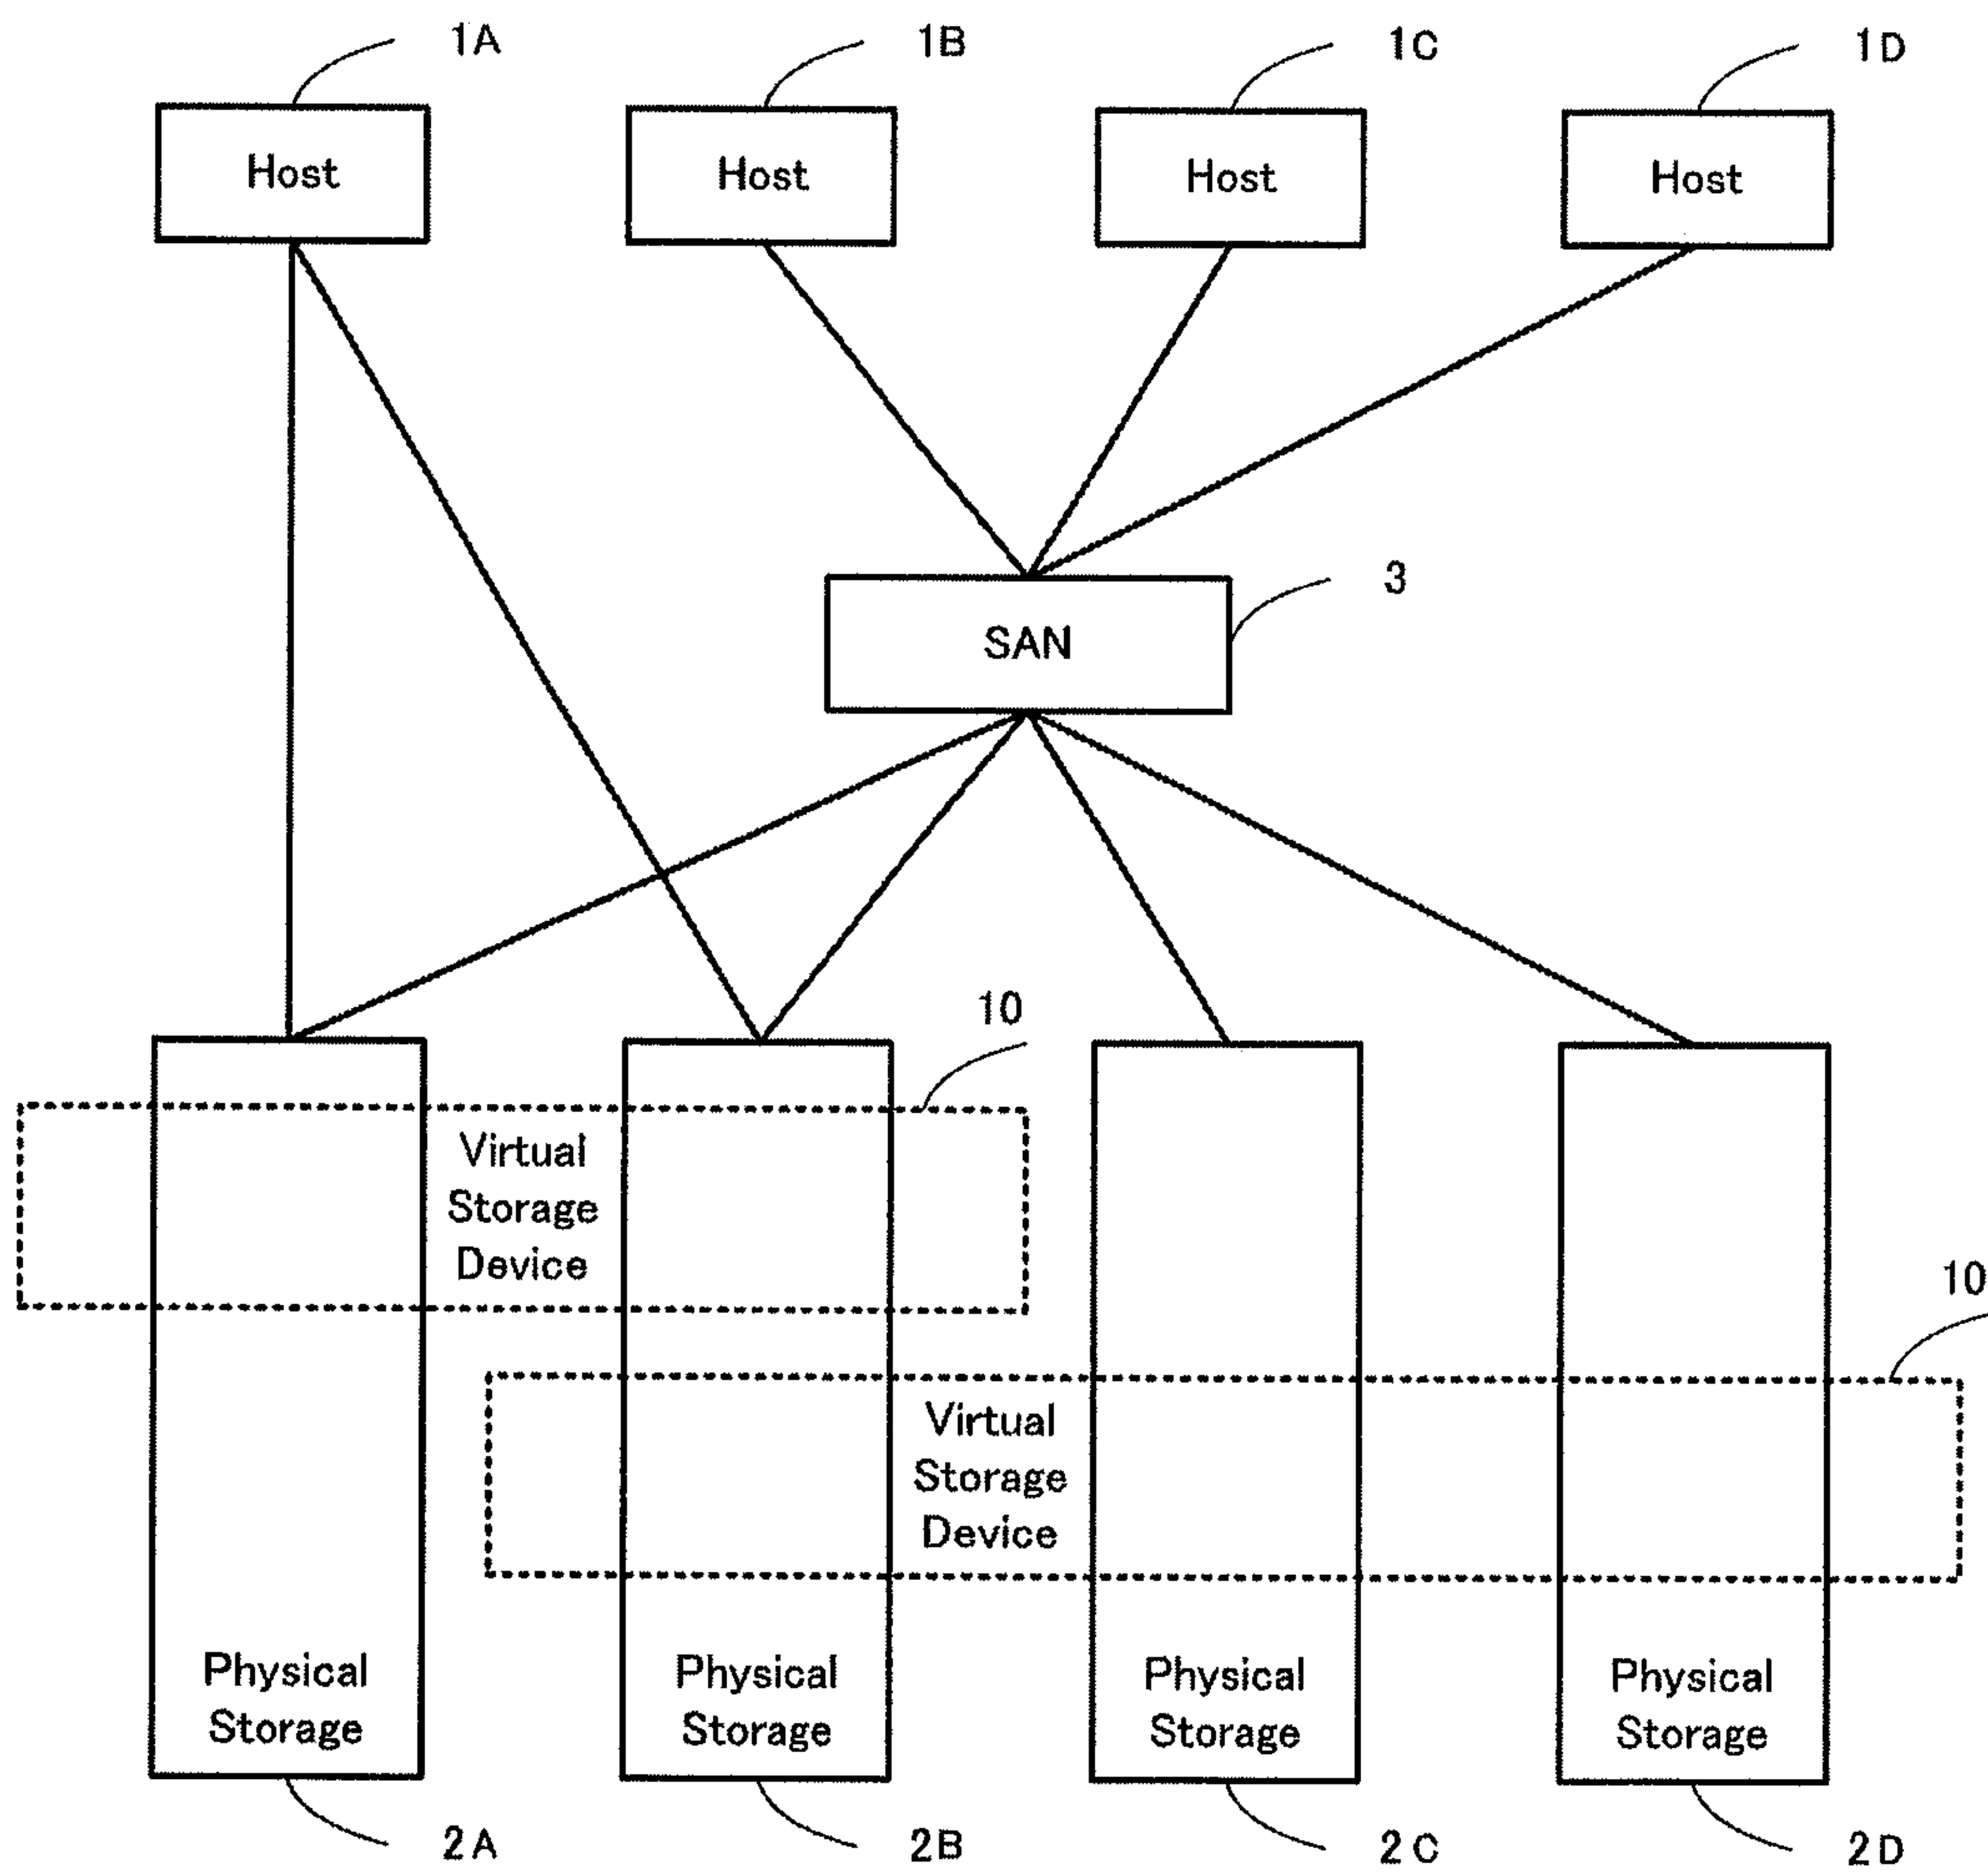 1A
1B
1C
1D
Host
Host
Host
Host
3
SAN
10
Virtual
Storage
Device
10
Virtual
Storage
Device
Physical
Storage
Physical
Storage
Physical
Storage
Physical
Storage
2A
2B
2C
2D